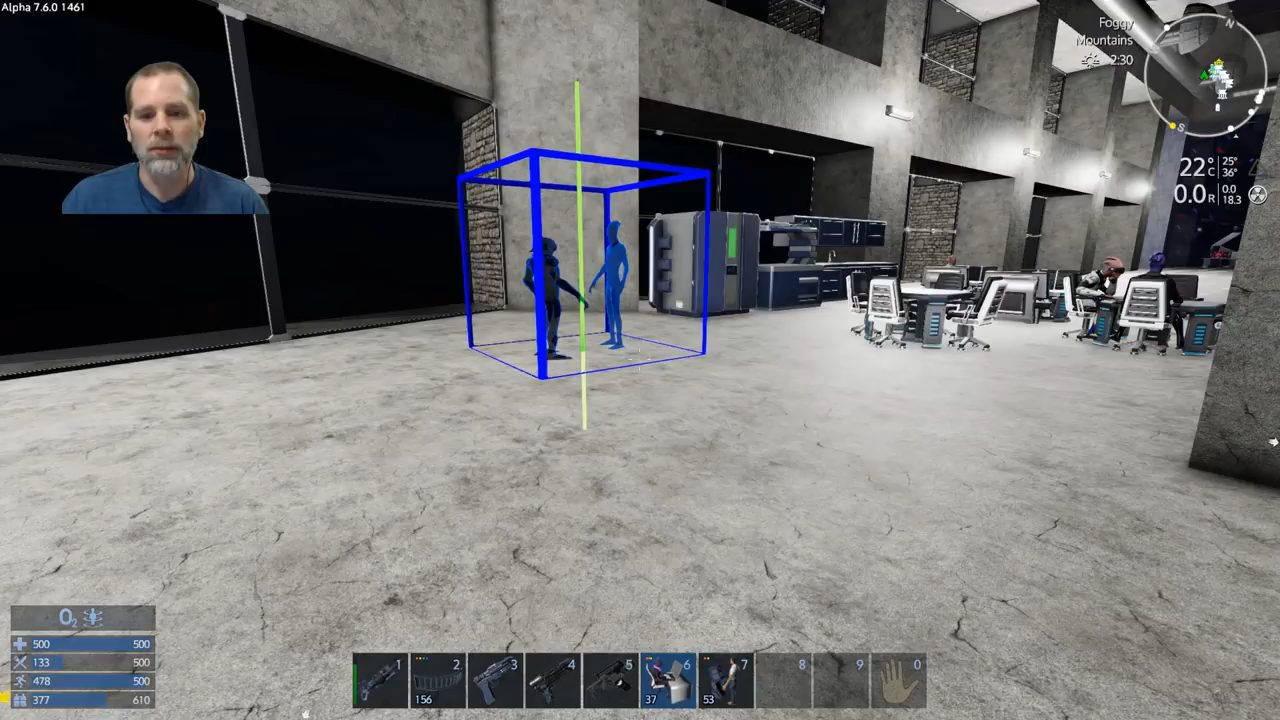 Alpha 7.6.0 1461
Foggy
Mountains
2:30
N
S
22°C 25° 36°
0.0R 0.0 18.3
O2
500 500
133 500
478 500
377 610
1 2 3 4 5 6 7 8 9 0
156 37 53